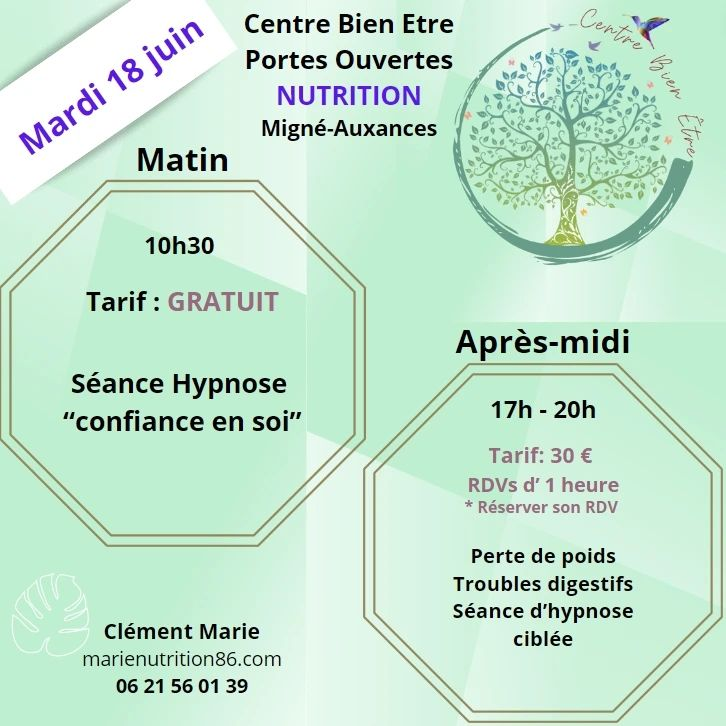 Mardi 18 juin
Centre Bien Etre
Portes Ouvertes
NUTRITION
Migné-Auxances
Centre Bien Être
Matin
10h30
Tarif : GRATUIT
Séance Hypnose
“confiance en soi”
Après-midi
17h - 20h
Tarif: 30 €
RDVs d’ 1 heure
* Réserver son RDV
Perte de poids
Troubles digestifs
Séance d’hypnose
ciblée
Clément Marie
marienutrition86.com
06 21 56 01 39